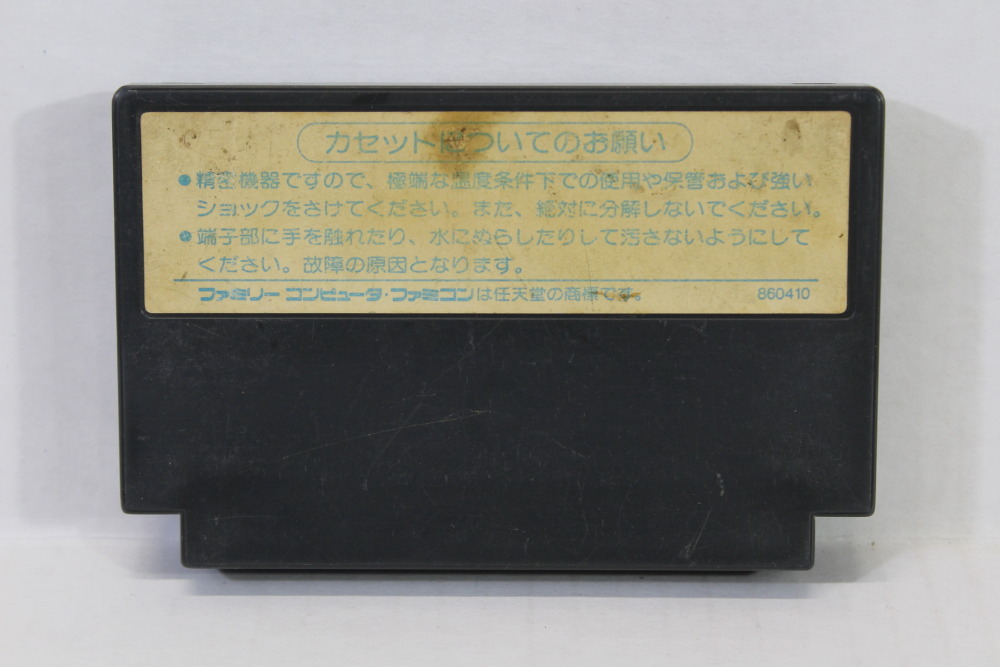 カセットについてのお願い
●精密機器ですので、極端な温度条件下での使用や保管および強い
ショックをさけてください。また、絶対に分解しないでください。
●端子部に手を触れたり、水にぬらしたりして汚さないようにして
ください。故障の原因となります。
ファミリーコンピュータ・ファミコンは任天堂の商標です。 860410